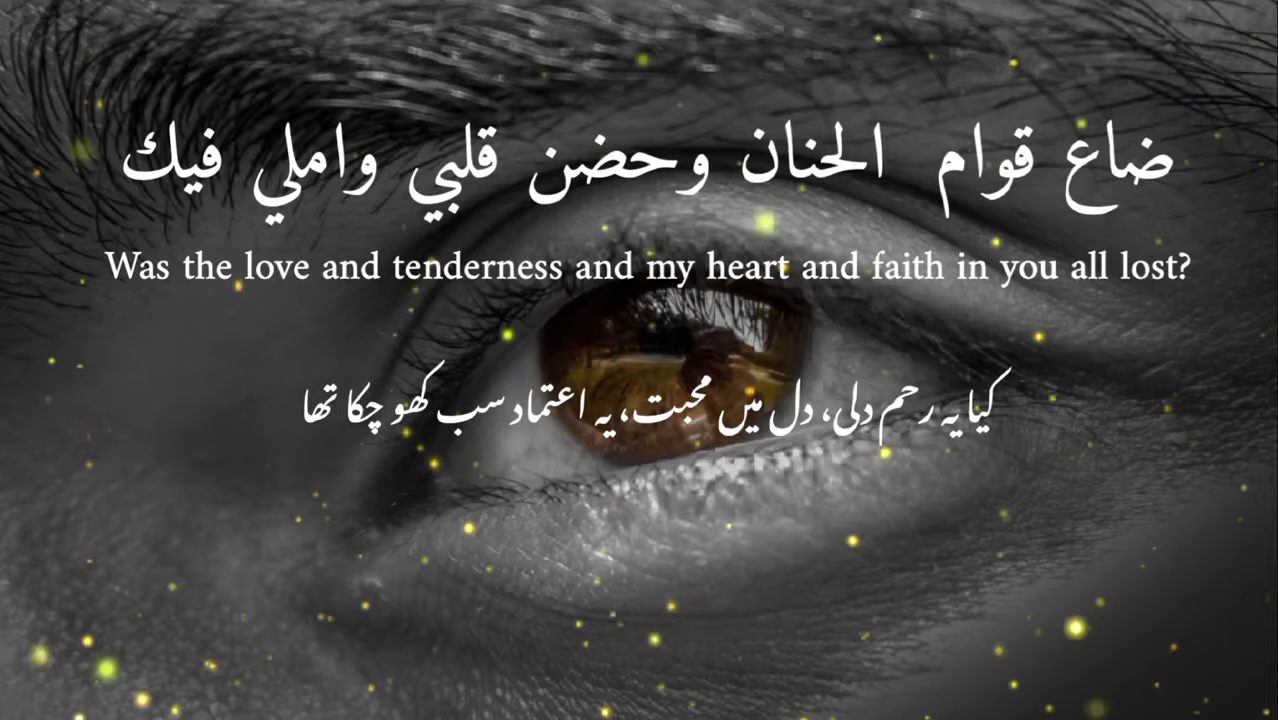 ضاع قوام الحنان وحضن قلبي واملي فيك
Was the love and tenderness and my heart and faith in you all lost?
کیا یہ رحم دلی، دل میں محبت، یہ اعتماد سب کھو چکا تھا